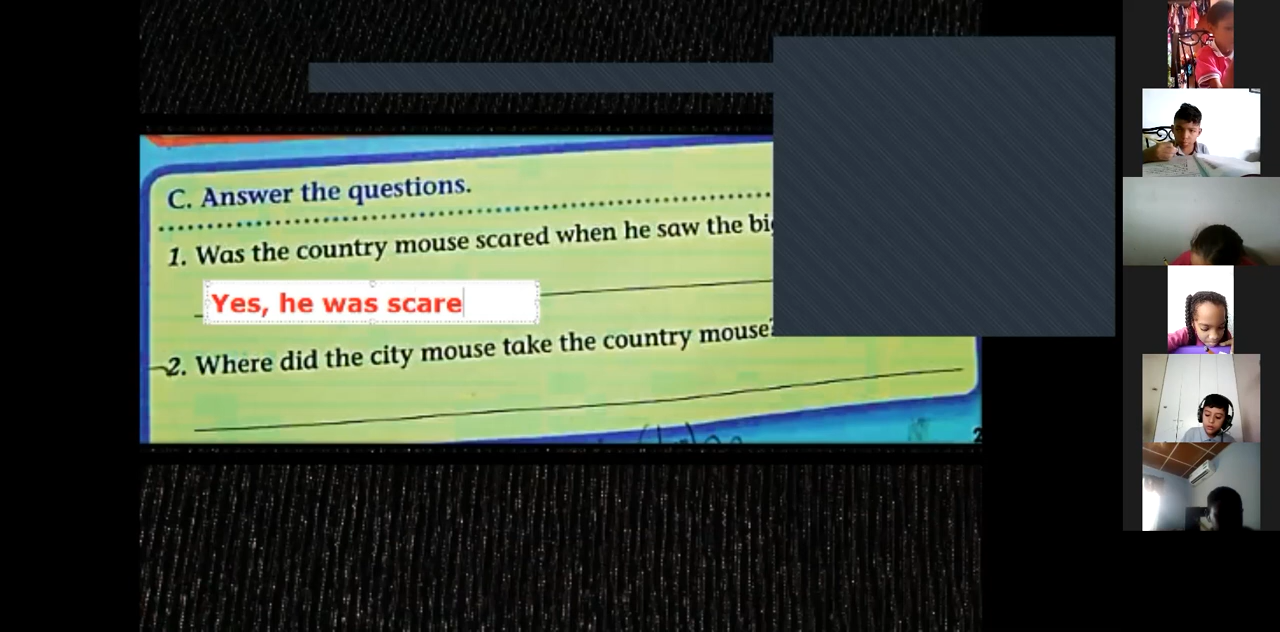 C. Answer the questions.
1. Was the country mouse scared when he saw the
Yes, he was scare
2. Where did the city mouse take the country mouse?
2